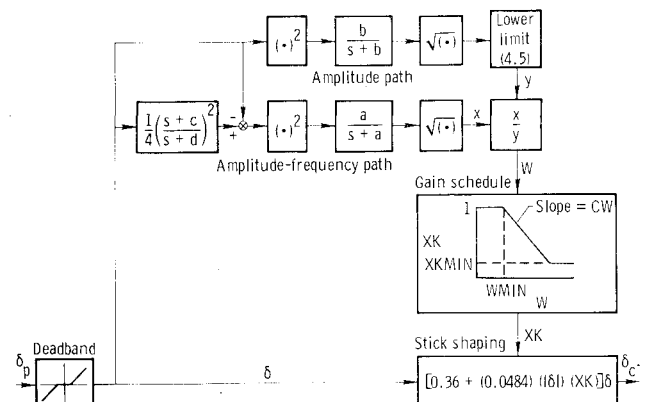 (·)²
b
s + b
√(·)
Lower
limit
(4.5)
Amplitude path
y
1/4 (s + c / s + d)²
-
+
(·)²
a
s + a
√(·)
x
x
y
Amplitude-frequency path
W
Gain schedule
1
Slope = CW
XK
XKMIN
WMIN
W
XK
Deadband
Stick shaping
δp
δ
[0.36 + (0.0484) (|δ|) (XK)]δ
δc